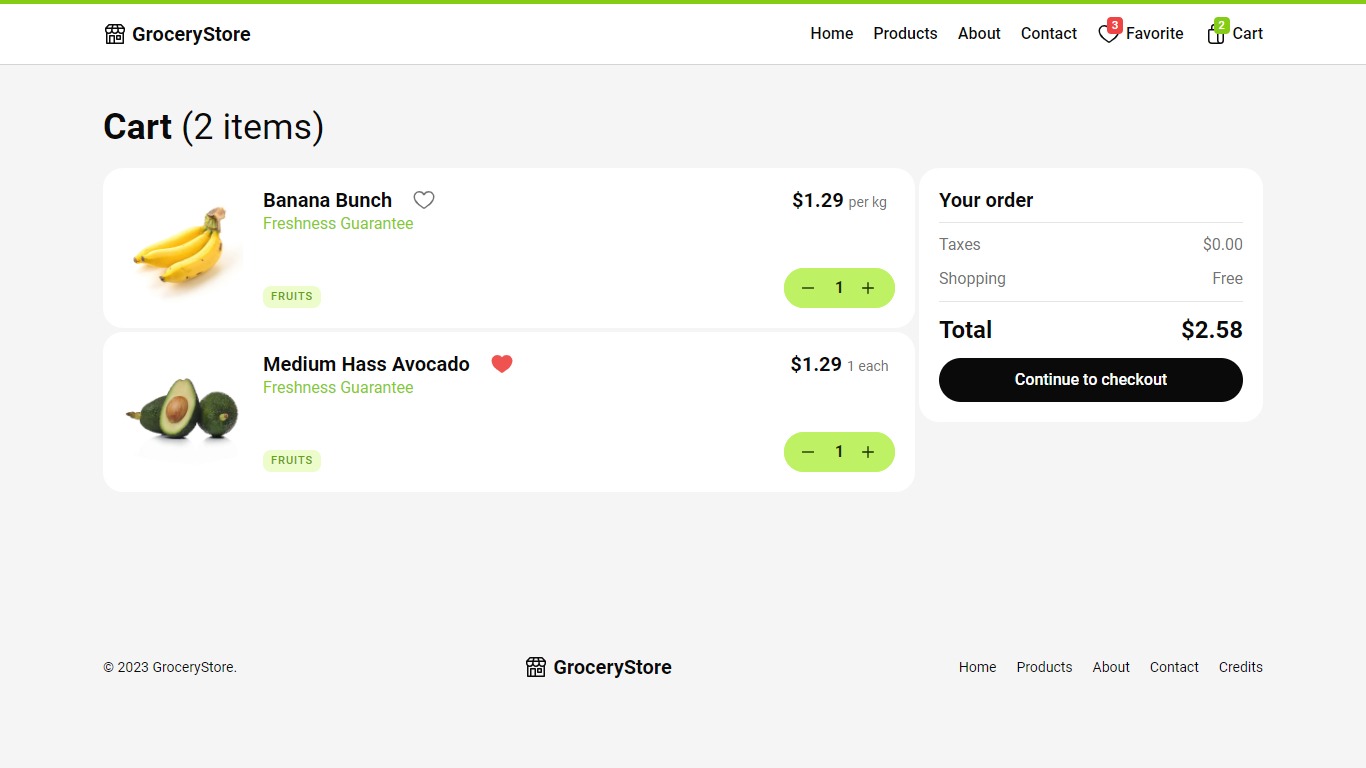 GroceryStore
Home Products About Contact 3 Favorite 2 Cart
Cart (2 items)
Banana Bunch
$1.29 per kg
Freshness Guarantee
FRUITS
− 1 +
Medium Hass Avocado
$1.29 1 each
Freshness Guarantee
FRUITS
− 1 +
Your order
Taxes $0.00
Shopping Free
Total $2.58
Continue to checkout
© 2023 GroceryStore.
GroceryStore
Home Products About Contact Credits